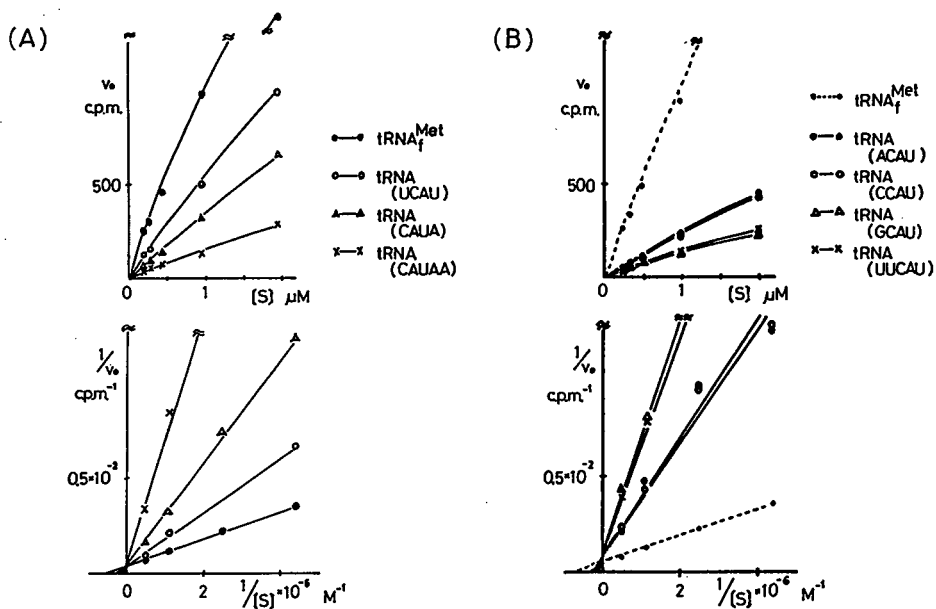 (A)
v₀
c.p.m.
500
0
1
[S] μM
tRNA_f^Met
tRNA (UCAU)
tRNA (CAUA)
tRNA (CAUAA)
1/v₀
c.p.m.⁻¹
0,5×10⁻²
0
2
1/[S]×10⁻⁶ M⁻¹
(B)
v₀
c.p.m.
500
0
1
[S] μM
tRNA_f^Met
tRNA (ACAU)
tRNA (CCAU)
tRNA (GCAU)
tRNA (UUCAU)
1/v₀
c.p.m.⁻¹
0,5×10⁻²
0
2
1/[S]×10⁻⁶ M⁻¹